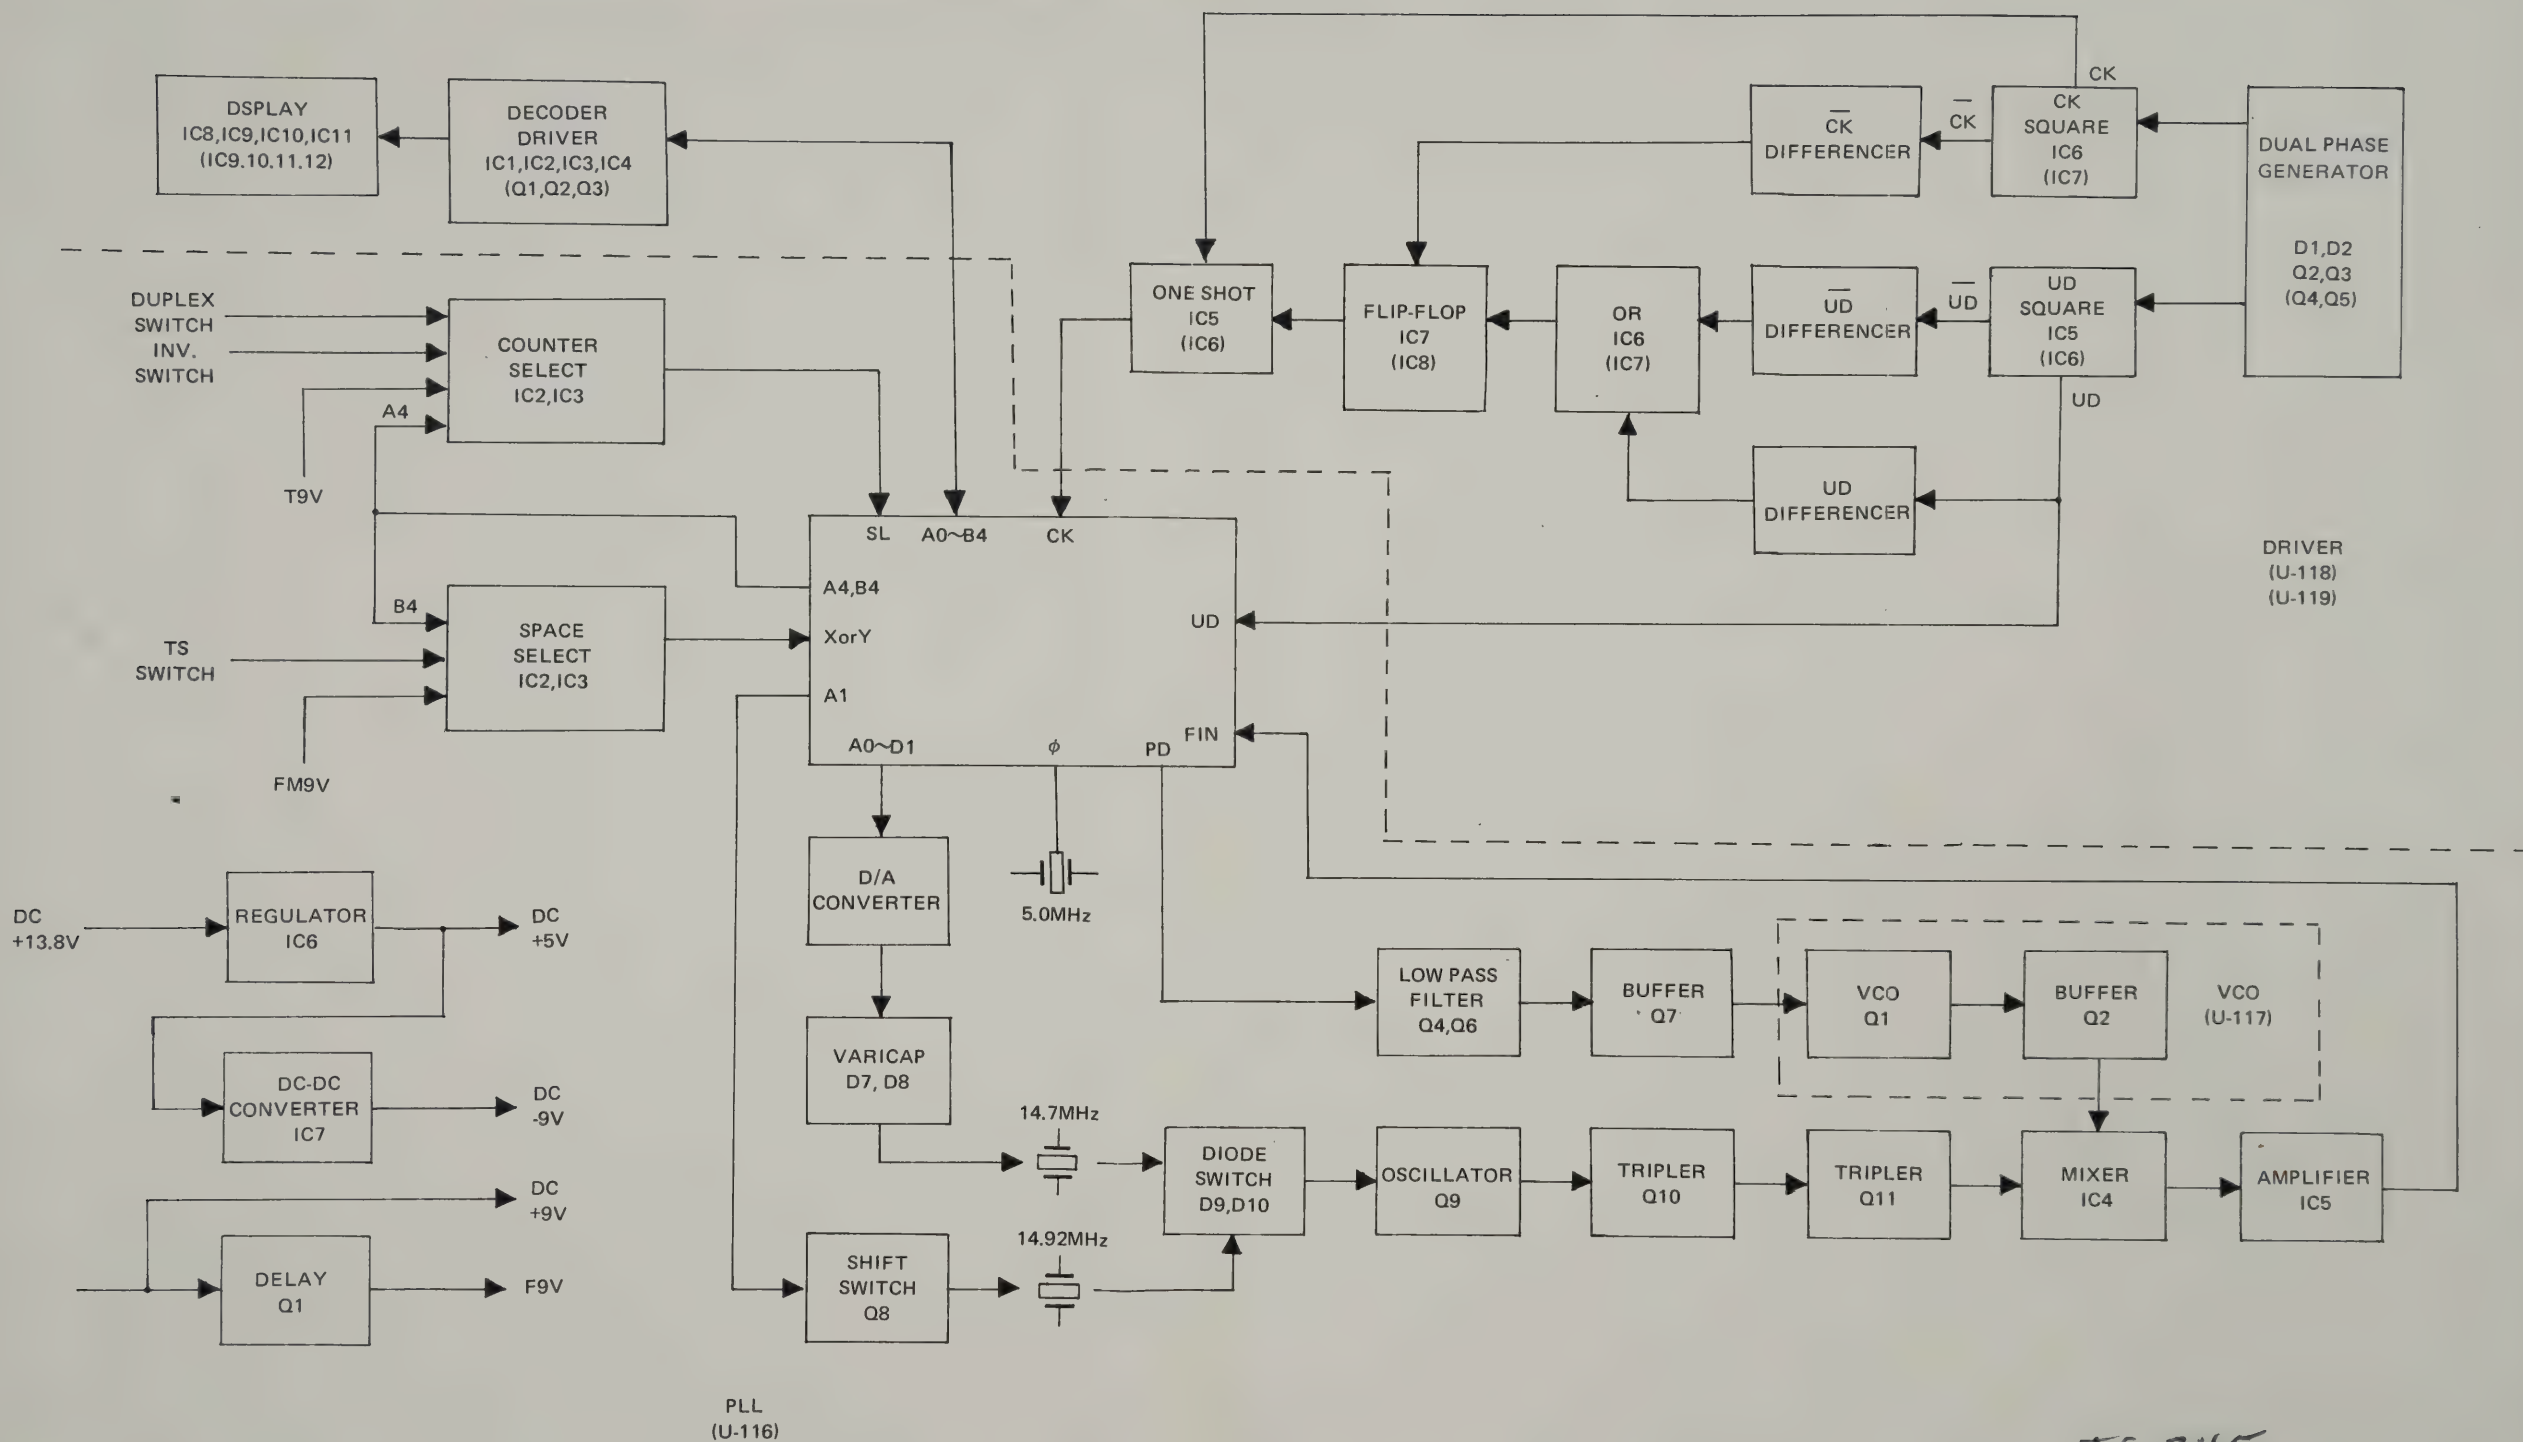 DSPLAY
IC8,IC9,IC10,IC11
(IC9.10.11.12)
DECODER
DRIVER
IC1,IC2,IC3,IC4
(Q1,Q2,Q3)
CK
DIFFERENCER
CK
CK
CK
SQUARE
IC6
(IC7)
DUAL PHASE
GENERATOR
D1,D2
Q2,Q3
(Q4,Q5)
DUPLEX
SWITCH
INV.
SWITCH
A4
T9V
COUNTER
SELECT
IC2,IC3
ONE SHOT
IC5
(IC6)
FLIP-FLOP
IC7
(IC8)
OR
IC6
(IC7)
UD
DIFFERENCER
UD
UD
SQUARE
IC5
(IC6)
UD
UD
DIFFERENCER
DRIVER
(U-118)
(U-119)
SL
A0~B4
CK
A4,B4
XorY
A1
A0~D1
φ
PD
UD
FIN
B4
TS
SWITCH
SPACE
SELECT
IC2,IC3
FM9V
D/A
CONVERTER
5.0MHz
DC
+13.8V
REGULATOR
IC6
DC
+5V
DC-DC
CONVERTER
IC7
DC
-9V
DC
+9V
DELAY
Q1
F9V
VARICAP
D7, D8
LOW PASS
FILTER
Q4,Q6
BUFFER
Q7
VCO
Q1
BUFFER
Q2
VCO
(U-117)
14.7MHz
14.92MHz
SHIFT
SWITCH
Q8
DIODE
SWITCH
D9,D10
OSCILLATOR
Q9
TRIPLER
Q10
TRIPLER
Q11
MIXER
IC4
AMPLIFIER
IC5
PLL
(U-116)